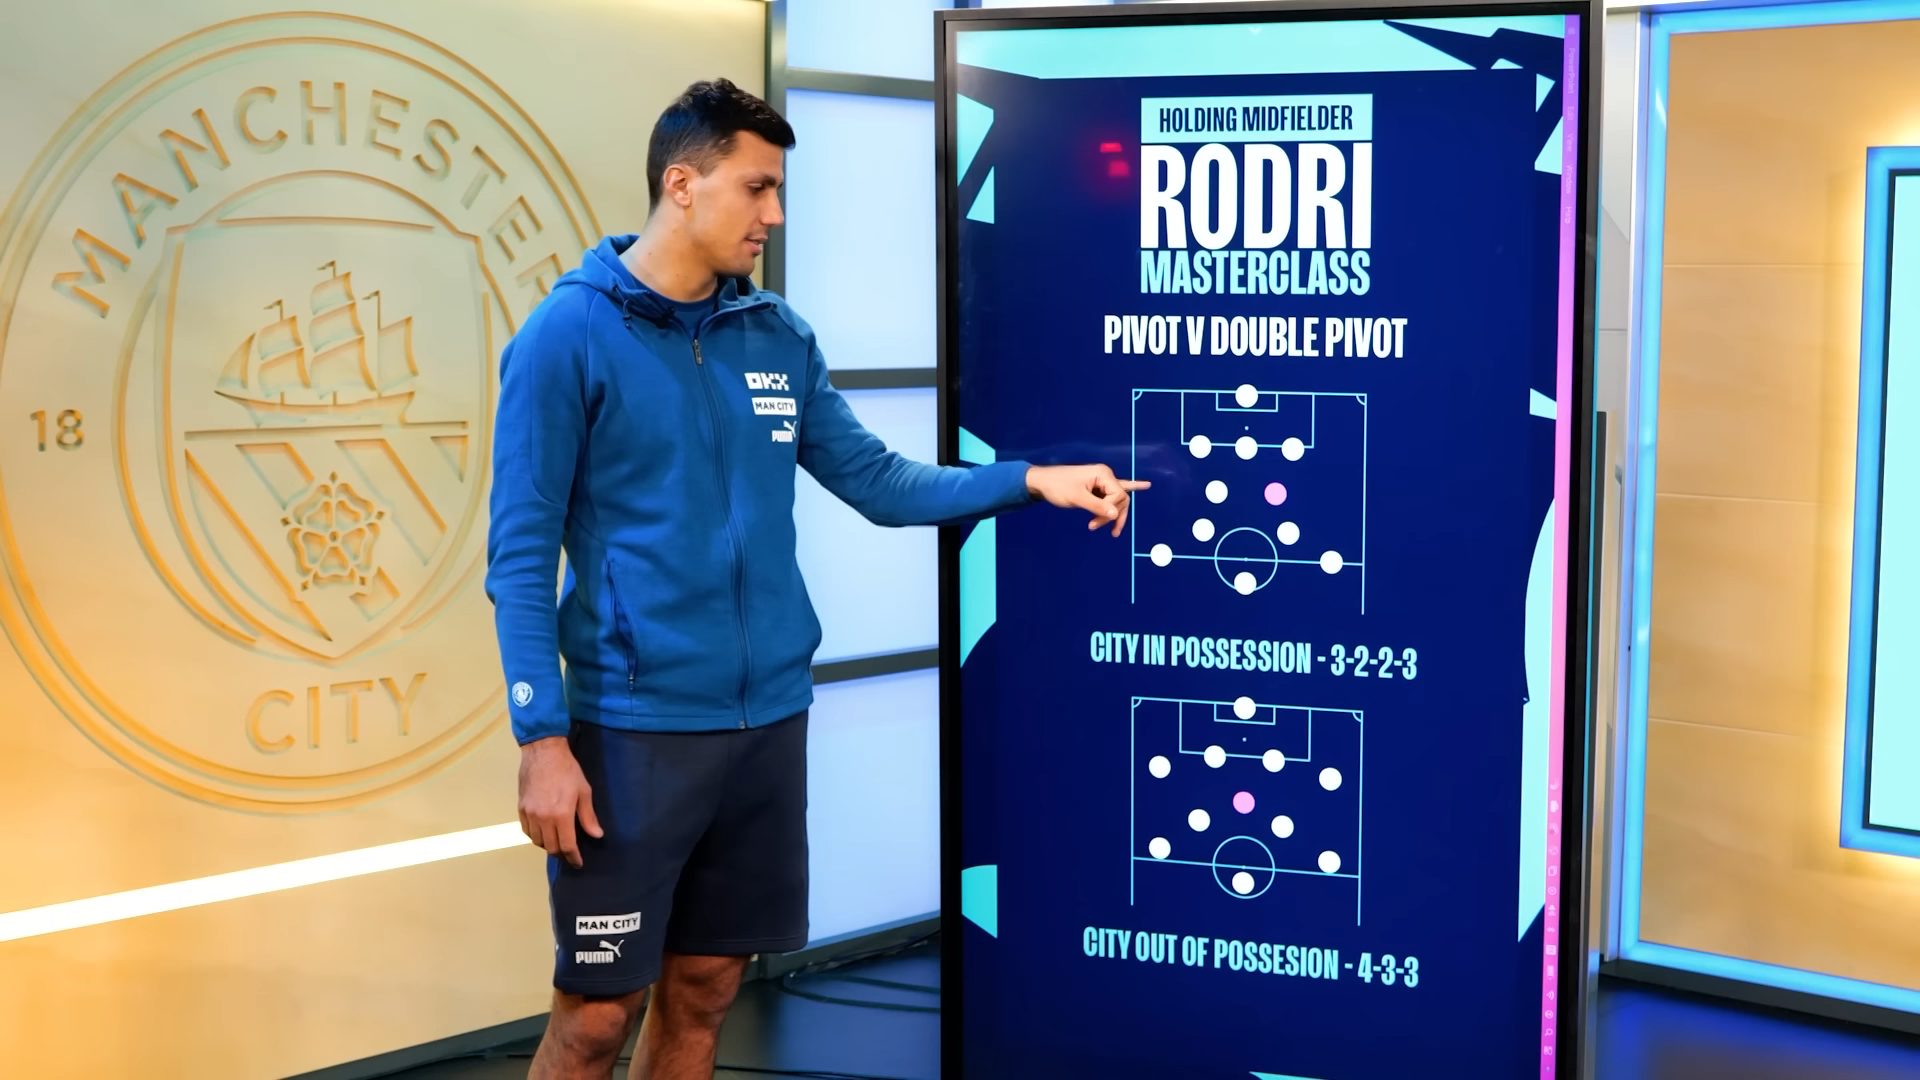 MANCHESTER
18
CITY
OKX
MAN CITY
PUMA
MAN CITY
PUMA
HOLDING MIDFIELDER
RODRI
MASTERCLASS
PIVOT V DOUBLE PIVOT
CITY IN POSSESSION - 3-2-2-3
CITY OUT OF POSSESION - 4-3-3